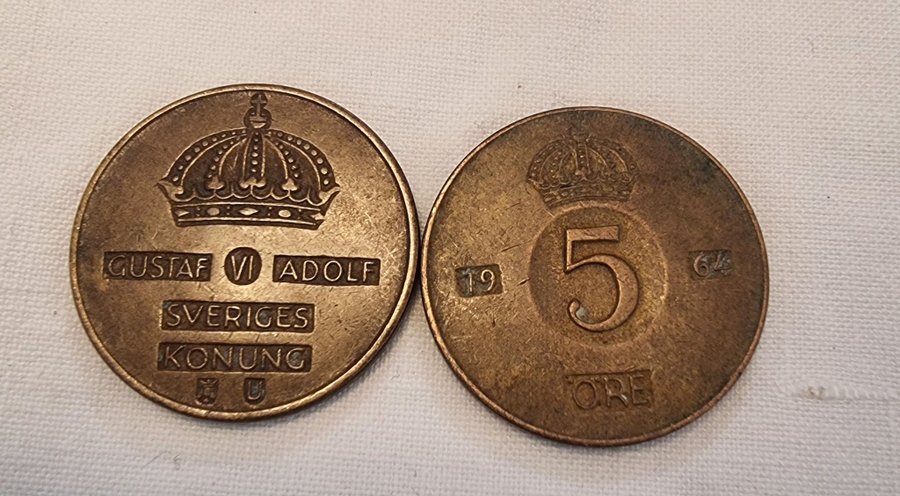 GUSTAF VI ADOLF
SVERIGES
KONUNG
U
19 5 64
ÖRE